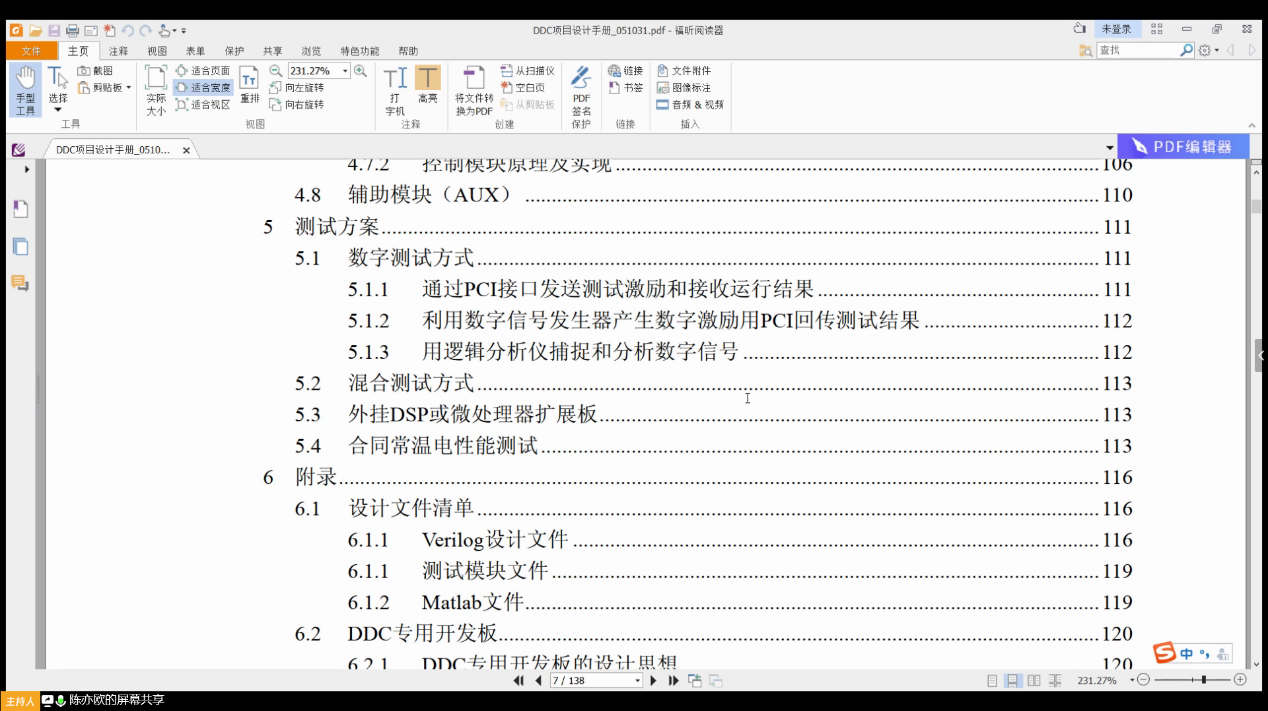 DDC项目设计手册_051031.pdf - 福昕阅读器
未登录
文件 主页 注释 视图 表单 保护 共享 浏览 特色功能 帮助
查找
手型工具
选择
截图
剪贴板
工具
实际大小
适合页面
适合宽度
适合视区
重排
231.27%
向左旋转
向右旋转
视图
打字机
高亮
注释
将文件转换为PDF
从扫描仪
空白页
从剪贴板
创建
PDF签名
保护
链接
书签
链接
文件附件
图像标注
音频 & 视频
插入
DDC项目设计手册_0510...
PDF编辑器
4.7.2 控制模块原理及实现 106
4.8 辅助模块（AUX） 110
5 测试方案 111
5.1 数字测试方式 111
5.1.1 通过PCI接口发送测试激励和接收运行结果 111
5.1.2 利用数字信号发生器产生数字激励用PCI回传测试结果 112
5.1.3 用逻辑分析仪捕捉和分析数字信号 112
5.2 混合测试方式 113
5.3 外挂DSP或微处理器扩展板 113
5.4 合同常温电性能测试 113
6 附录 116
6.1 设计文件清单 116
6.1.1 Verilog设计文件 116
6.1.1 测试模块文件 119
6.1.2 Matlab文件 119
6.2 DDC专用开发板 120
6.2.1 DDC专用开发板的设计思想 120
中
7 / 138
231.27%
主持人 陈亦欧的屏幕共享